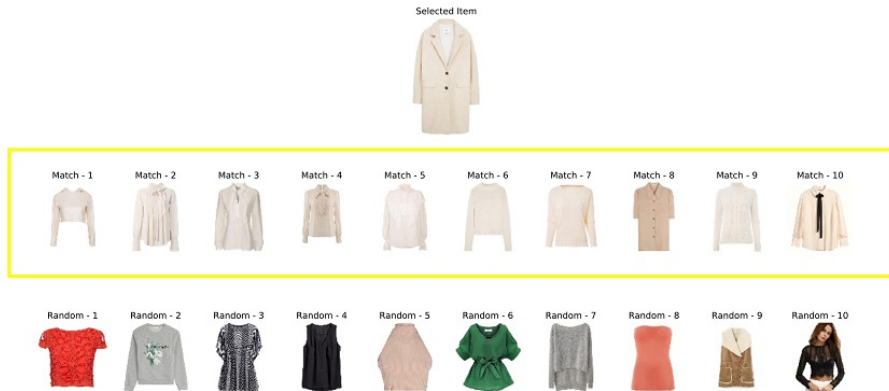 Selected Item
Match - 1 Match - 2 Match - 3 Match - 4 Match - 5 Match - 6 Match - 7 Match - 8 Match - 9 Match - 10
Random - 1 Random - 2 Random - 3 Random - 4 Random - 5 Random - 6 Random - 7 Random - 8 Random - 9 Random - 10